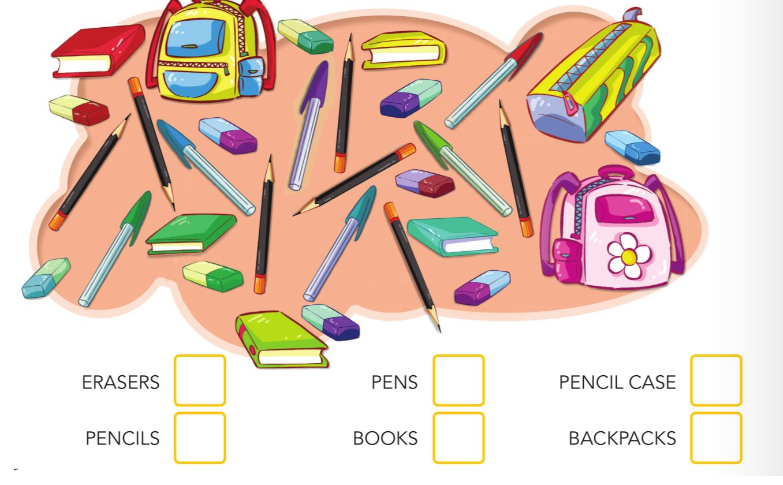 ERASERS PENS PENCIL CASE
PENCILS BOOKS BACKPACKS